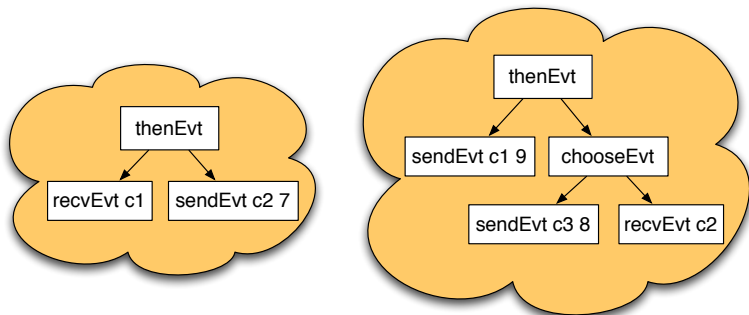 thenEvt
recvEvt c1
sendEvt c2 7
thenEvt
sendEvt c1 9
chooseEvt
sendEvt c3 8
recvEvt c2